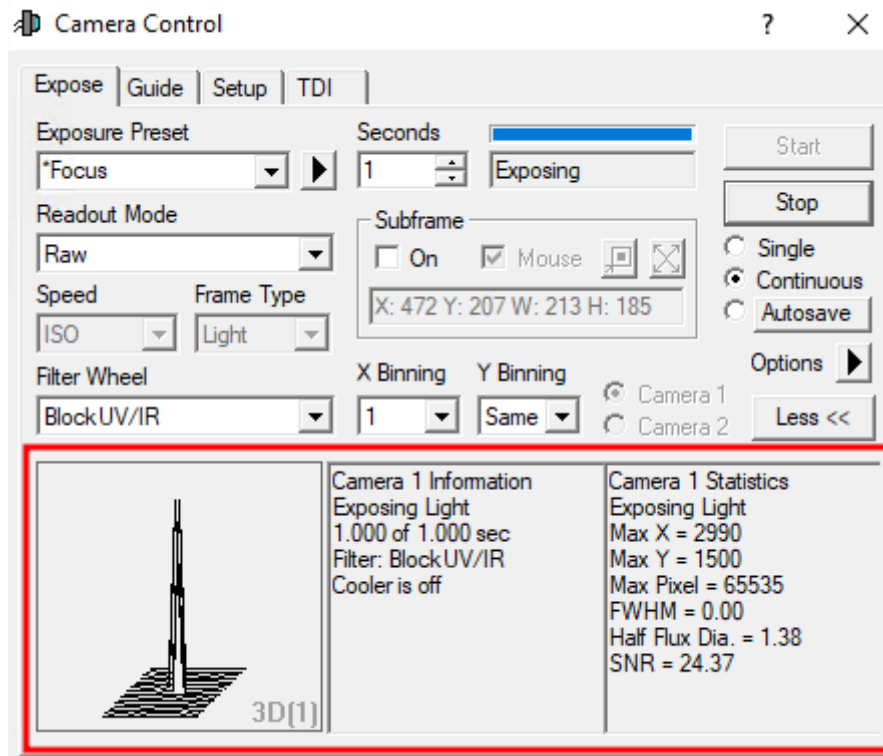 Camera Control
?
Expose Guide Setup TDI
Exposure Preset
*Focus
Seconds
1
Exposing
Start
Stop
Readout Mode
Raw
Subframe
On Mouse
X: 472 Y: 207 W: 213 H: 185
Single
Continuous
Autosave
Speed Frame Type
ISO Light
Filter Wheel
BlockUV/IR
X Binning Y Binning
1 Same
Camera 1
Camera 2
Options
Less <<
3D(1)
Camera 1 Information
Exposing Light
1.000 of 1.000 sec
Filter: BlockUV/IR
Cooler is off
Camera 1 Statistics
Exposing Light
Max X = 2990
Max Y = 1500
Max Pixel = 65535
FWHM = 0.00
Half Flux Dia. = 1.38
SNR = 24.37